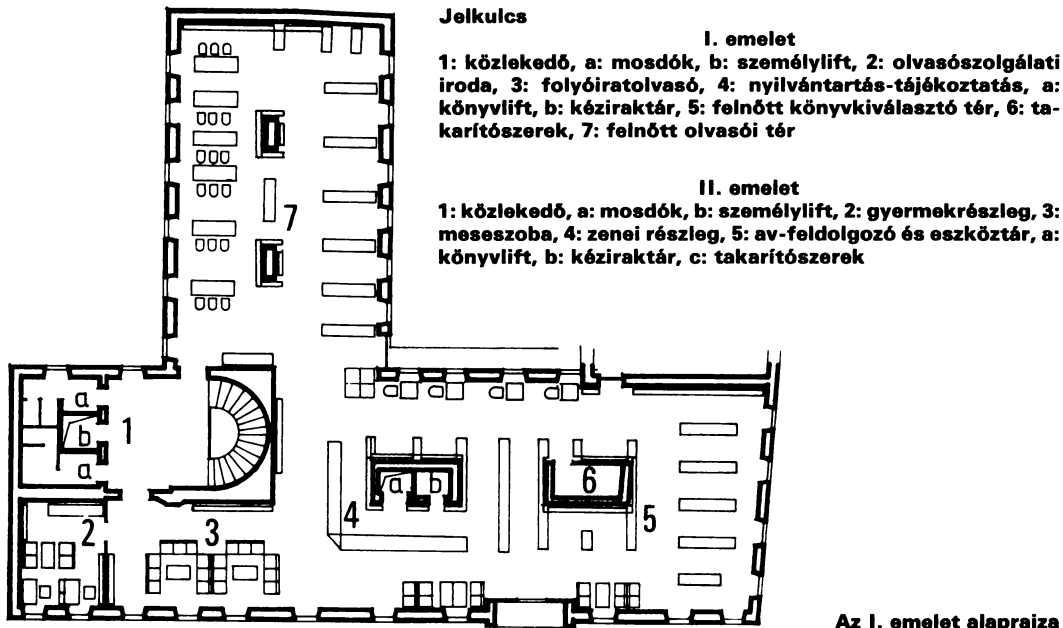 Jelkulcs
I. emelet
1: közlekedő, a: mosdók, b: személylift, 2: olvasószolgálati
iroda, 3: folyóiratolvasó, 4: nyilvántartás-tájékoztatás, a:
könyvlift, b: kéziraktár, 5: felnőtt könyvkiválasztó tér, 6: ta-
karítószerek, 7: felnőtt olvasói tér
II. emelet
1: közlekedő, a: mosdók, b: személylift, 2: gyermekrészleg, 3:
meseszoba, 4: zenei részleg, 5: av-feldolgozó és eszköztár, a:
könyvlift, b: kéziraktár, c: takarítószerek
7
a
1
b
a
2
3
4
a
b
6
5
Az I. emelet alaprajza